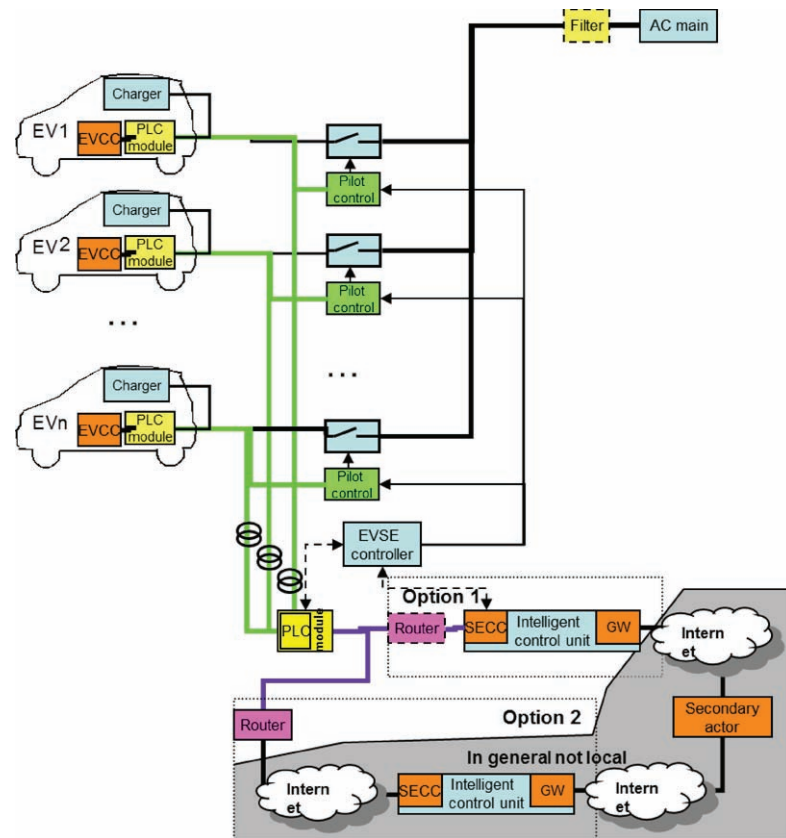 Filter
AC main
Charger
EV1
EVCC
PLC
module
Pilot
control
Charger
EV2
EVCC
PLC
module
Pilot
control
...
...
Charger
EVn
EVCC
PLC
module
Pilot
control
EVSE
controller
Option 1
PLC
module
Router
SECC
Intelligent
control unit
GW
Intern
et
Router
Option 2
Secondary
actor
In general not local
Intern
et
SECC
Intelligent
control unit
GW
Intern
et